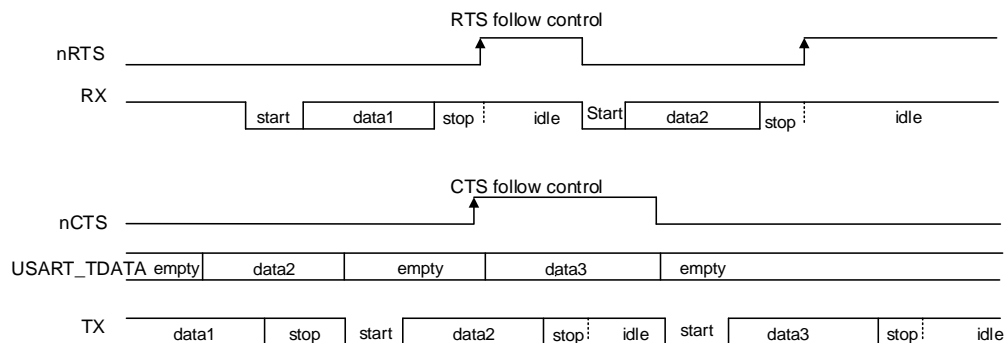 RTS follow control
nRTS
RX
start data1 stop idle Start data2 stop idle
CTS follow control
nCTS
USART_TDATA empty data2 empty data3 empty
TX
data1 stop start data2 stop idle start data3 stop idle